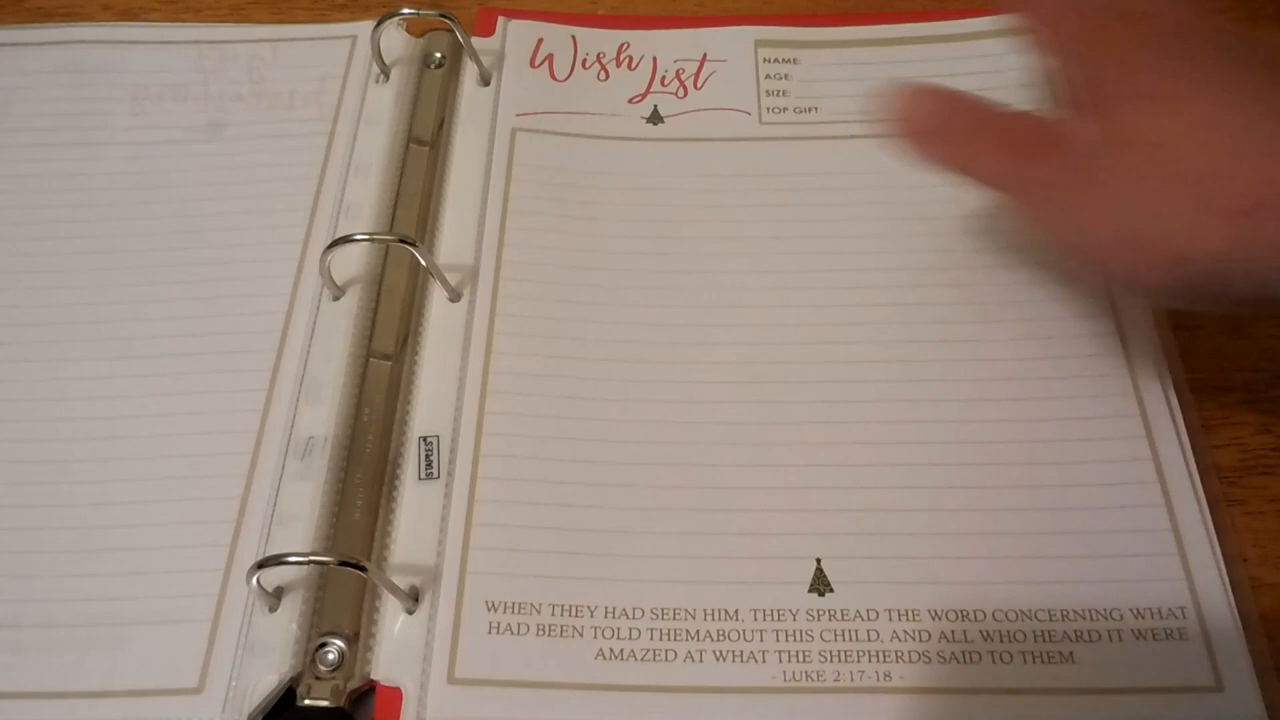 Wish List
NAME:
AGE:
SIZE:
TOP GIFT:
STAPLES
WHEN THEY HAD SEEN HIM, THEY SPREAD THE WORD CONCERNING WHAT
HAD BEEN TOLD THEMABOUT THIS CHILD, AND ALL WHO HEARD IT WERE
AMAZED AT WHAT THE SHEPHERDS SAID TO THEM
- LUKE 2:17-18 -